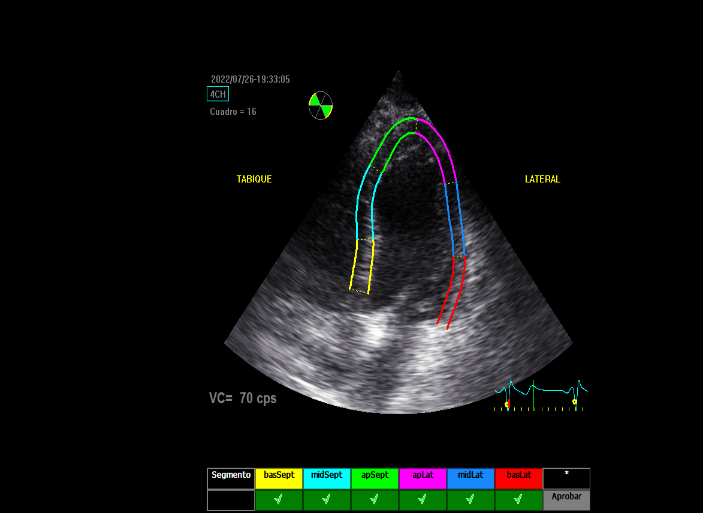 2022/07/26-19:33:05
4CH
Cuadro = 16
TABIQUE
LATERAL
VC= 70 cps
Segmento basSept midSept apSept apLat midLat basLat *
Aprobar